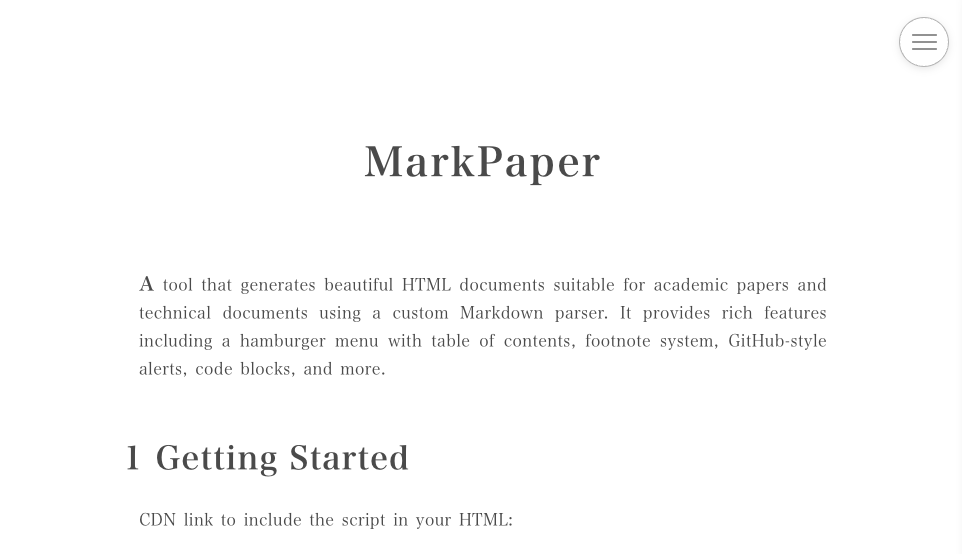 MarkPaper
A tool that generates beautiful HTML documents suitable for academic papers and
technical documents using a custom Markdown parser. It provides rich features
including a hamburger menu with table of contents, footnote system, GitHub-style
alerts, code blocks, and more.
1 Getting Started
CDN link to include the script in your HTML: